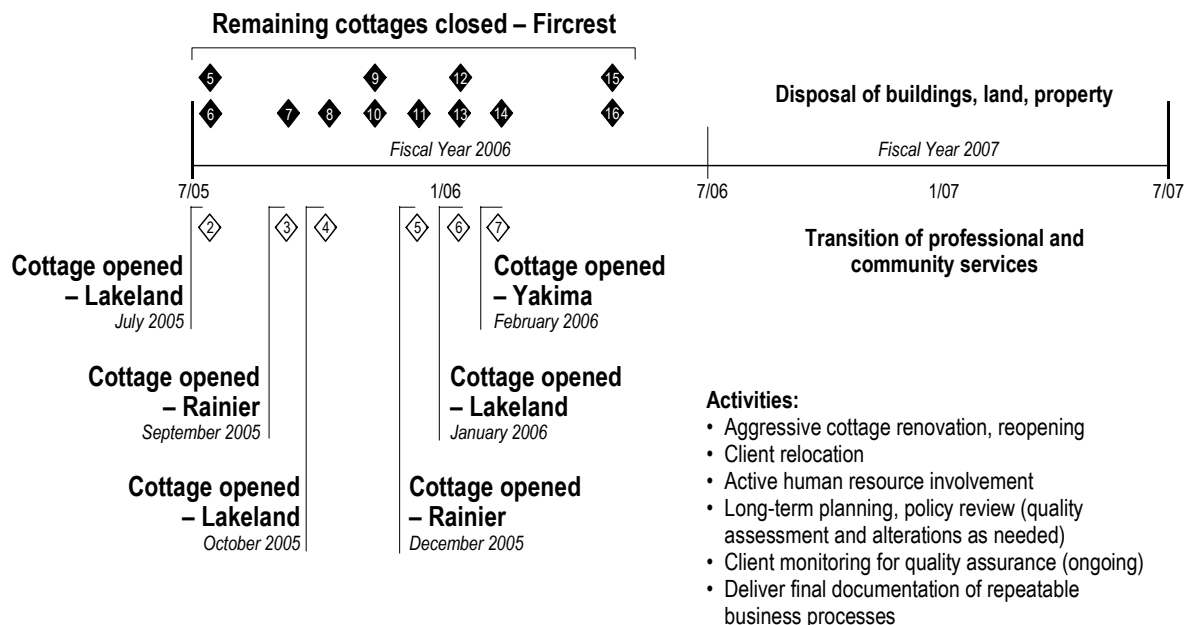 Remaining cottages closed – Fircrest
5 9 12 15
6 7 8 10 11 13 14 16
Disposal of buildings, land, property
Fiscal Year 2006 Fiscal Year 2007
7/05 1/06 7/06 1/07 7/07
2 3 4 5 6 7
Transition of professional and
community services
Cottage opened
– Lakeland
July 2005
Cottage opened
– Yakima
February 2006
Cottage opened
– Rainier
September 2005
Cottage opened
– Lakeland
January 2006
Cottage opened
– Lakeland
October 2005
Cottage opened
– Rainier
December 2005
Activities:
• Aggressive cottage renovation, reopening
• Client relocation
• Active human resource involvement
• Long-term planning, policy review (quality
assessment and alterations as needed)
• Client monitoring for quality assurance (ongoing)
• Deliver final documentation of repeatable
business processes